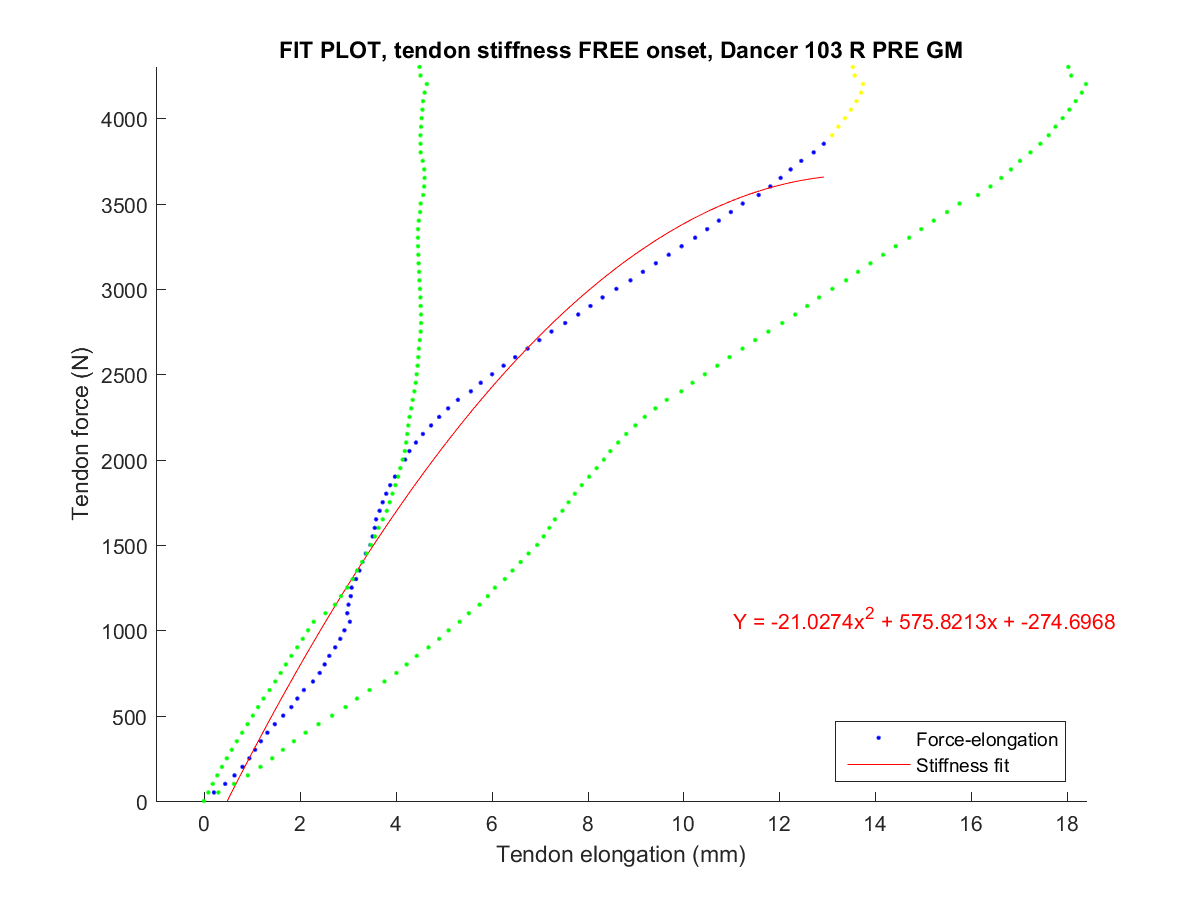 FIT PLOT, tendon stiffness FREE onset, Dancer 103 R PRE GM
4000
3500
3000
2500
2000
1500
1000
500
0
Tendon force (N)
Y = -21.0274x² + 575.8213x + -274.6968
Force-elongation
Stiffness fit
0 2 4 6 8 10 12 14 16 18
Tendon elongation (mm)